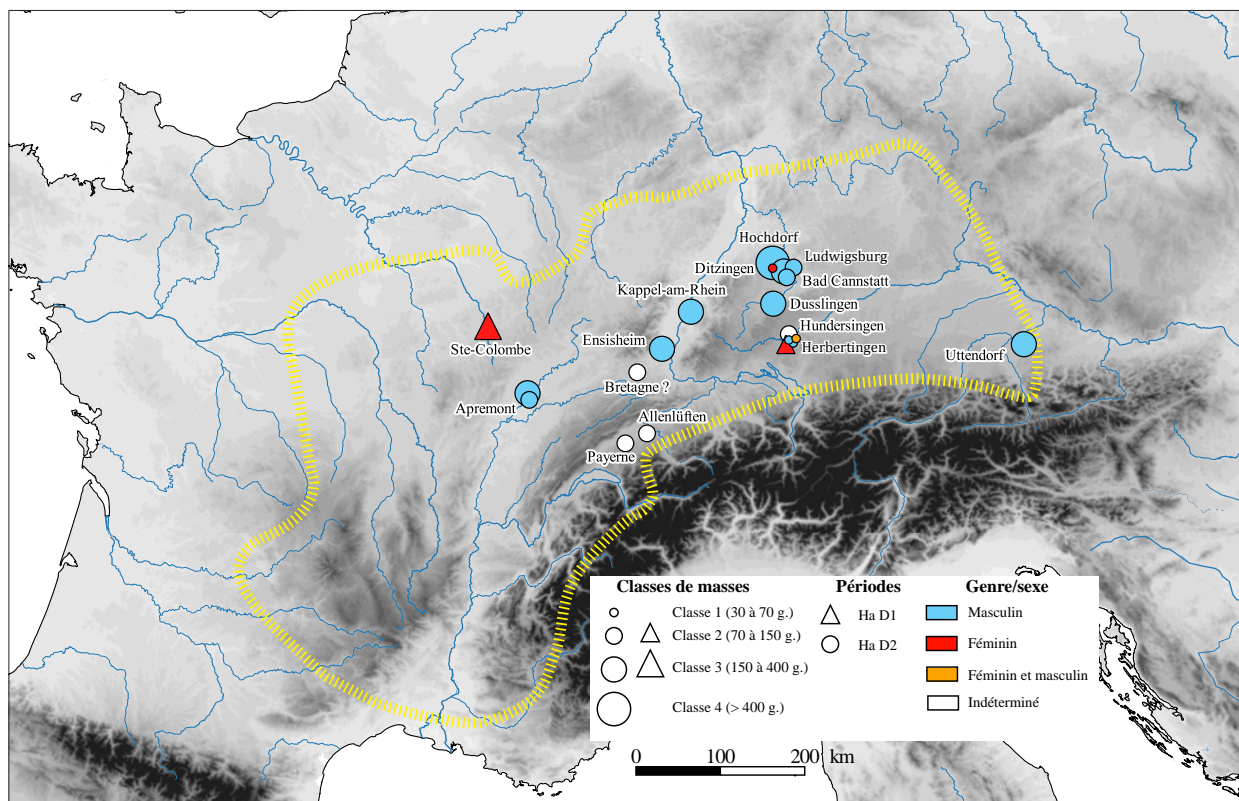 Hochdorf
Ludwigsburg
Ditzingen
Bad Cannstatt
Kappel-am-Rhein
Dusslingen
Hundersingen
Ensisheim
Herbertingen
Ste-Colombe
Uttendorf
Bretagne ?
Apremont
Allenlüften
Payerne
Classes de masses
Classe 1 (30 à 70 g.)
Classe 2 (70 à 150 g.)
Classe 3 (150 à 400 g.)
Classe 4 (> 400 g.)
Périodes
Ha D1
Ha D2
Genre/sexe
Masculin
Féminin
Féminin et masculin
Indéterminé
0 100 200 km